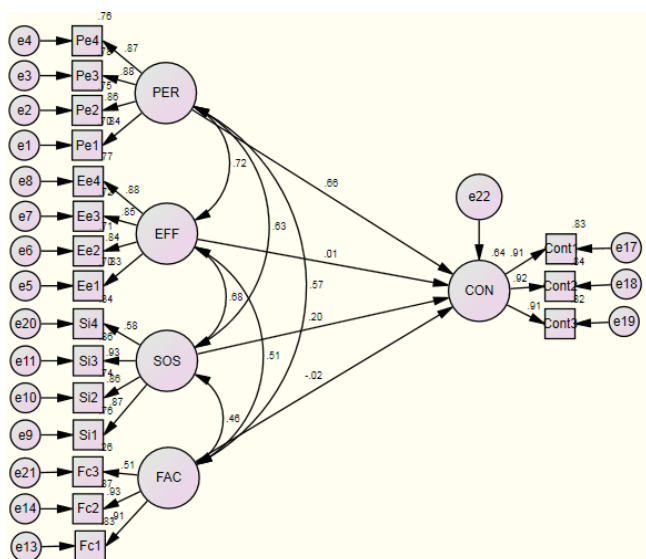 .76
e4 Pe4 .87
e3 Pe3 .88
e2 Pe2 .86
e1 Pe1 .84
PER
.77
e8 Ee4 .88
e7 Ee3 .85
.71
e6 Ee2 .84
e5 Ee1 .83
EFF
e20 Si4 .58
e11 Si3 .93
.74
e10 Si2 .86
e9 Si1 .87
.76
SOS
.26
e21 Fc3 .51
e14 Fc2 .93
e13 Fc1 .91
.83
FAC
.72
.63
.57
.68
.51
.46
.66
.01
.20
-.02
e22
.64
CON
.91 Cont1 .83 e17
.92 Cont2 e18
.91 Cont3 e19